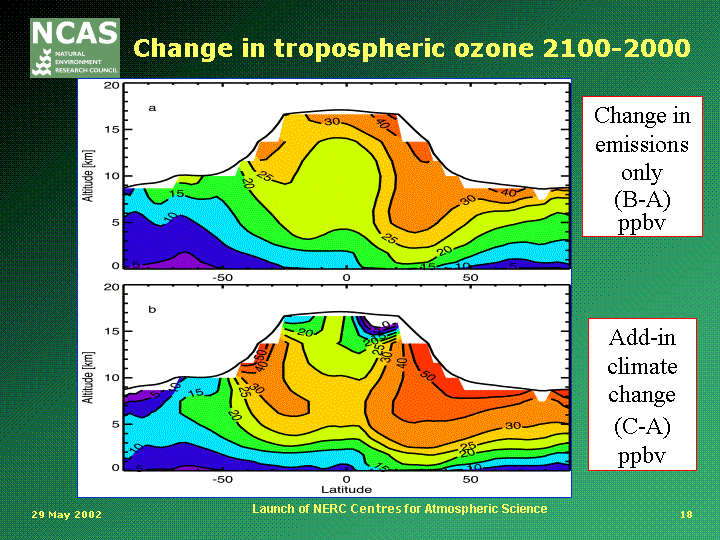 NCAS
NATURAL
ENVIRONMENT
RESEARCH COUNCIL
Change in tropospheric ozone 2100-2000
a
20
15
10
5
0
Altitude [km]
30
40
25
20
15
10
25
30
40
20
15
10
5
5
-50
0
50
Change in
emissions
only
(B-A)
ppbv
b
20
15
10
5
0
Altitude [km]
20
20
25
30
40
50
40
50
10
15
25
30
20
30
25
20
15
5
-50
0
50
Latitude
Add-in
climate
change
(C-A)
ppbv
29 May 2002
Launch of NERC Centres for Atmospheric Science
18